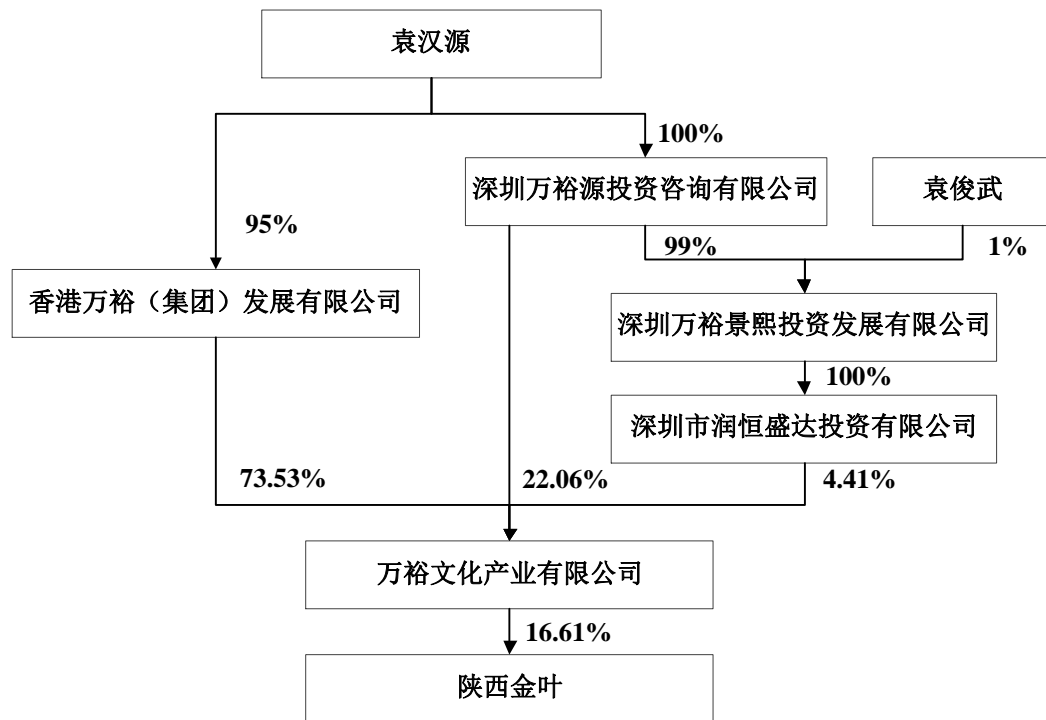 袁汉源
100%
深圳万裕源投资咨询有限公司
袁俊武
95%
99%
1%
香港万裕（集团）发展有限公司
深圳万裕景熙投资发展有限公司
100%
深圳市润恒盛达投资有限公司
73.53%
22.06%
4.41%
万裕文化产业有限公司
16.61%
陕西金叶